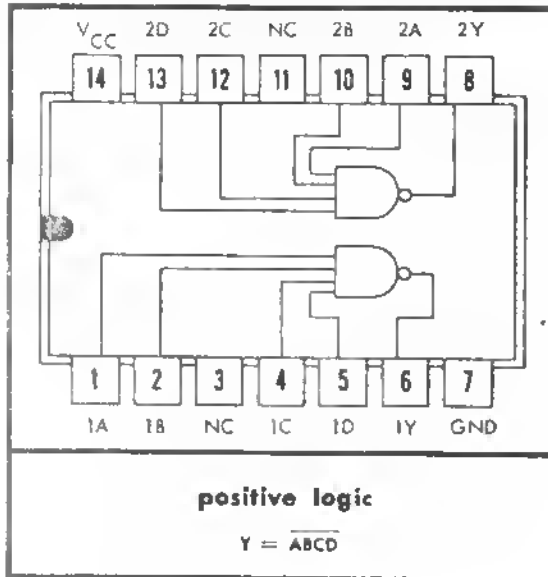 VCC 2D 2C NC 2B 2A 2Y
14 13 12 11 10 9 8
1 2 3 4 5 6 7
1A 1B NC 1C 1D 1Y GND
positive logic
Y = \overline{ABCD}